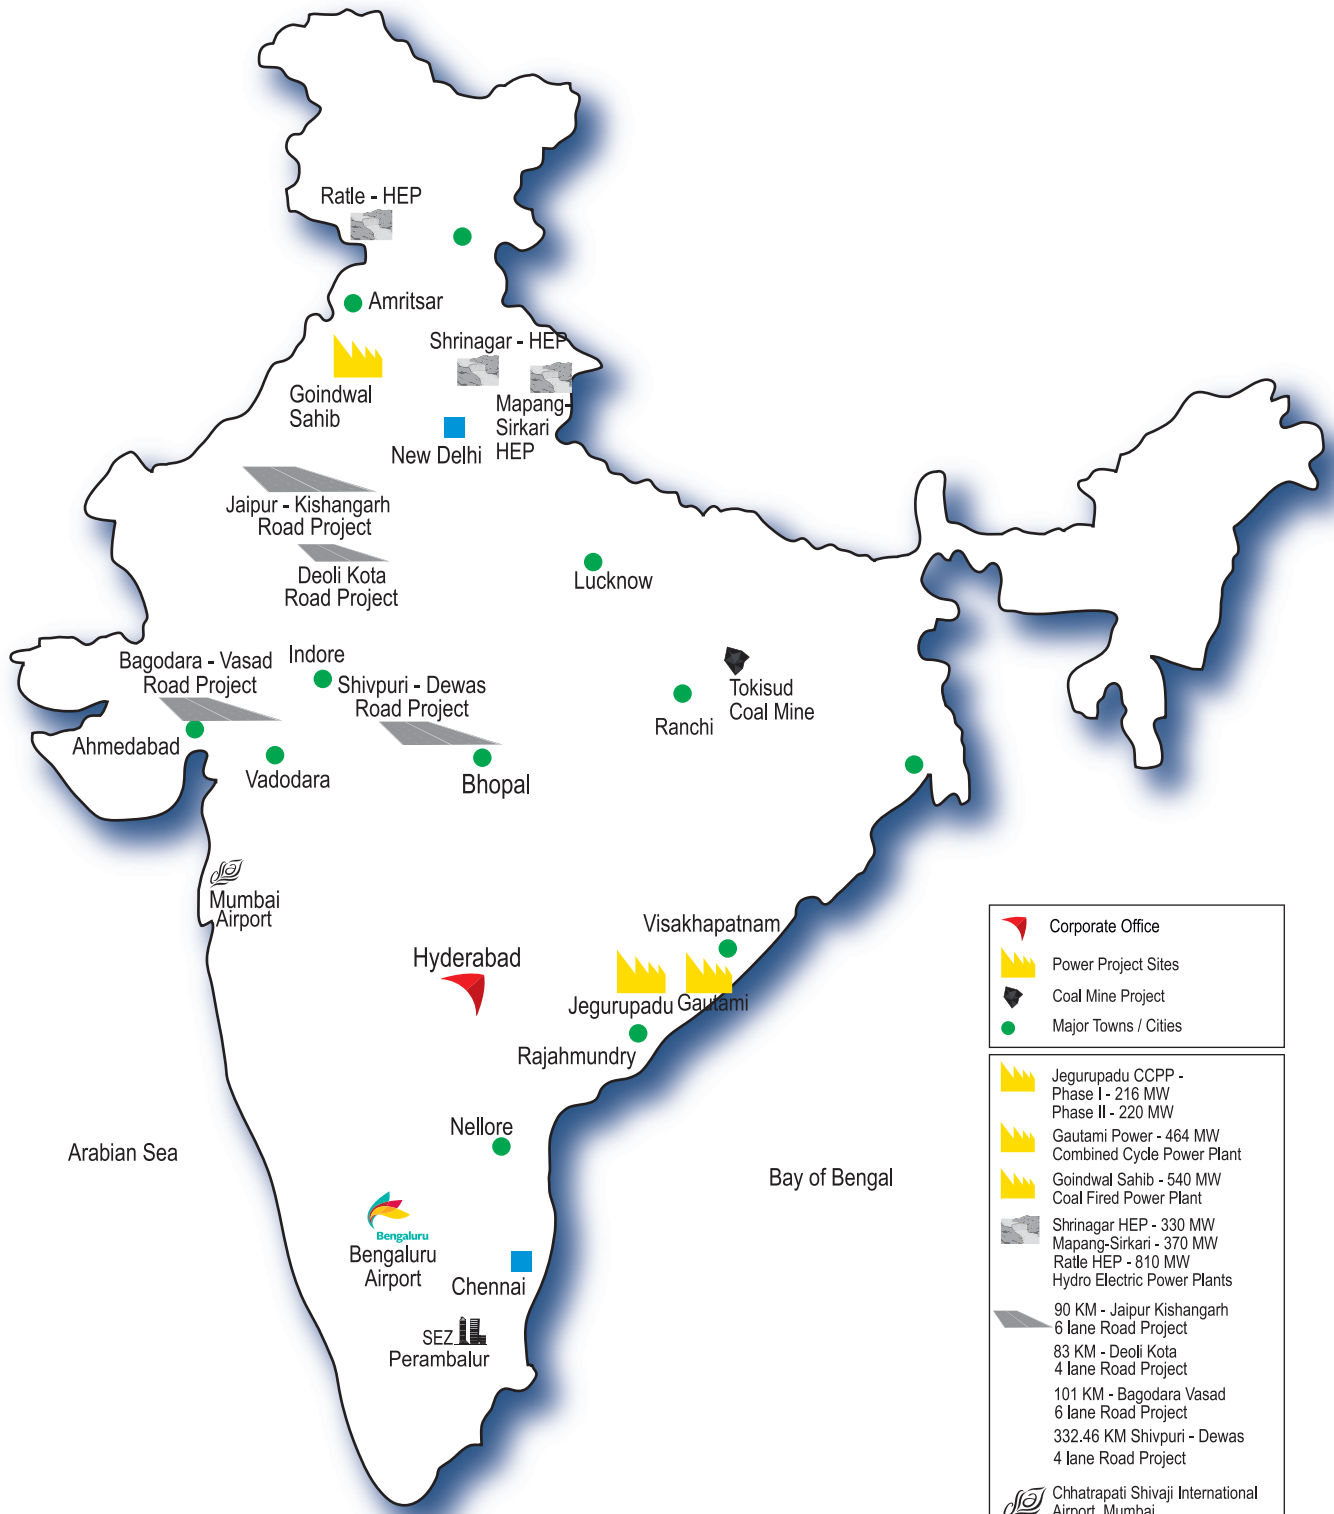 Ratle - HEP
Amritsar
Shrinagar - HEP
Goindwal
Sahib
Mapang-
Sirkari
HEP
New Delhi
Jaipur - Kishangarh
Road Project
Deoli Kota
Road Project
Lucknow
Bagodara - Vasad
Road Project
Indore
Shivpuri - Dewas
Road Project
Tokisud
Coal Mine
Ranchi
Ahmedabad
Vadodara
Bhopal
Mumbai
Airport
Visakhapatnam
Hyderabad
Jegurupadu
Gautami
Rajahmundry
Nellore
Arabian Sea
Bay of Bengal
Bengaluru
Bengaluru
Airport
Chennai
SEZ
Perambalur
Corporate Office
Power Project Sites
Coal Mine Project
Major Towns / Cities
Jegurupadu CCPP -
Phase I - 216 MW
Phase II - 220 MW
Gautami Power - 464 MW
Combined Cycle Power Plant
Goindwal Sahib - 540 MW
Coal Fired Power Plant
Shrinagar HEP - 330 MW
Mapang-Sirkari - 370 MW
Ratle HEP - 810 MW
Hydro Electric Power Plants
90 KM - Jaipur Kishangarh
6 lane Road Project
83 KM - Deoli Kota
4 lane Road Project
101 KM - Bagodara Vasad
6 lane Road Project
332.46 KM Shivpuri - Dewas
4 lane Road Project
Chhatrapati Shivaji International
Airport, Mumbai